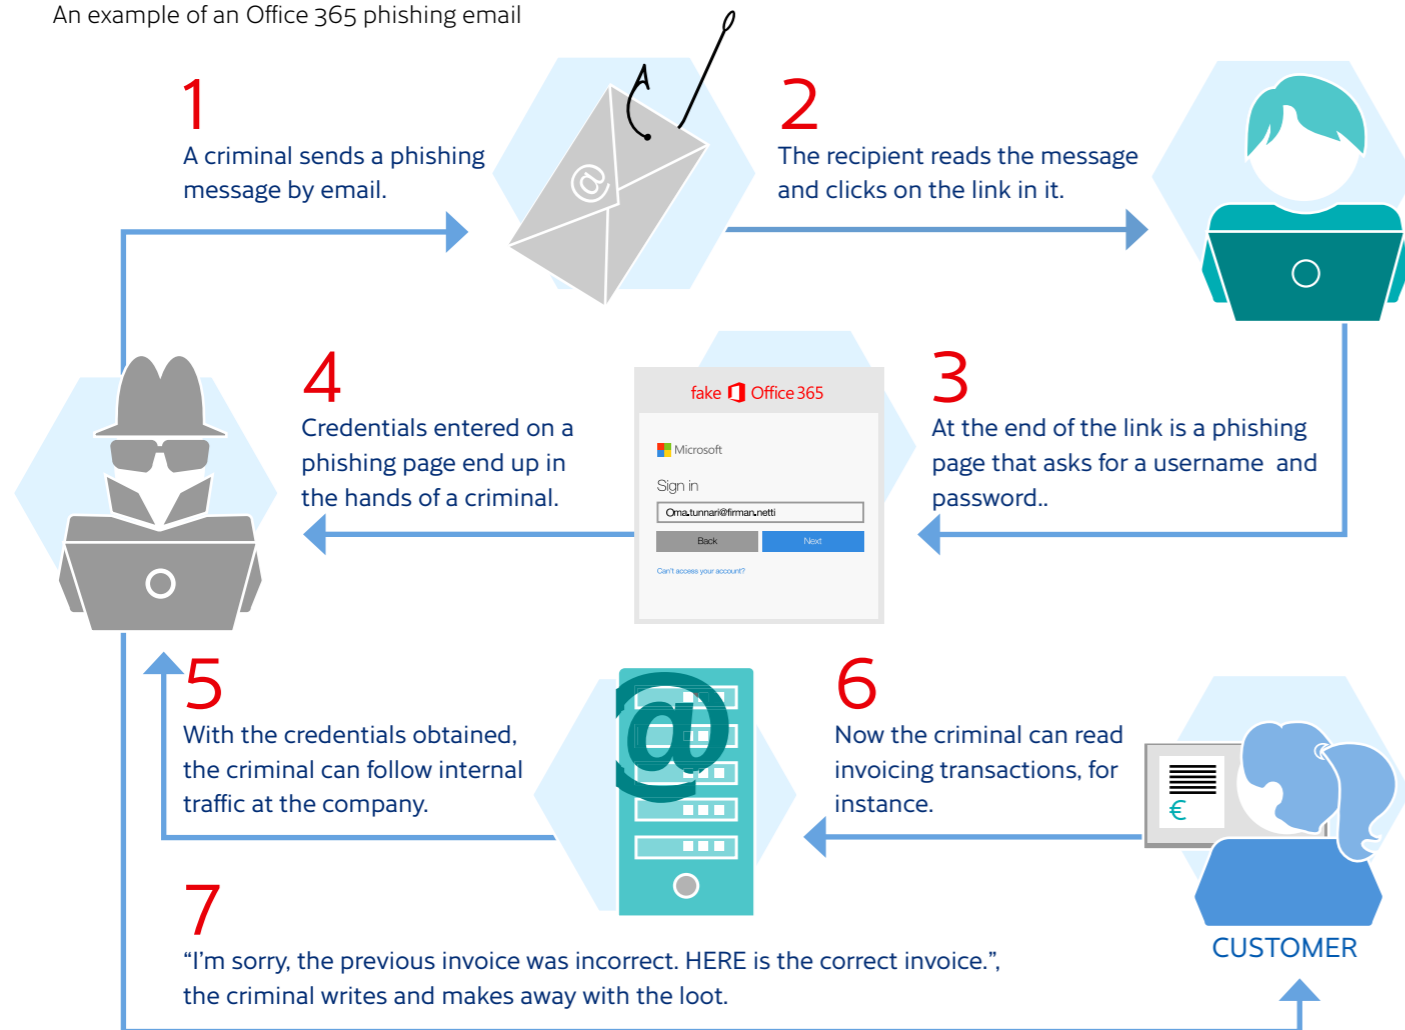 An example of an Office 365 phishing email
1
A criminal sends a phishing
message by email.
@
2
The recipient reads the message
and clicks on the link in it.
3
At the end of the link is a phishing
page that asks for a username and
password..
fake Office 365
Microsoft
Sign in
Oma.tunnari@firman.netti
Back Next
Can't access your account?
4
Credentials entered on a
phishing page end up in
the hands of a criminal.
5
With the credentials obtained,
the criminal can follow internal
traffic at the company.
@
6
Now the criminal can read
invoicing transactions, for
instance.
€
CUSTOMER
7
“I’m sorry, the previous invoice was incorrect. HERE is the correct invoice.”,
the criminal writes and makes away with the loot.